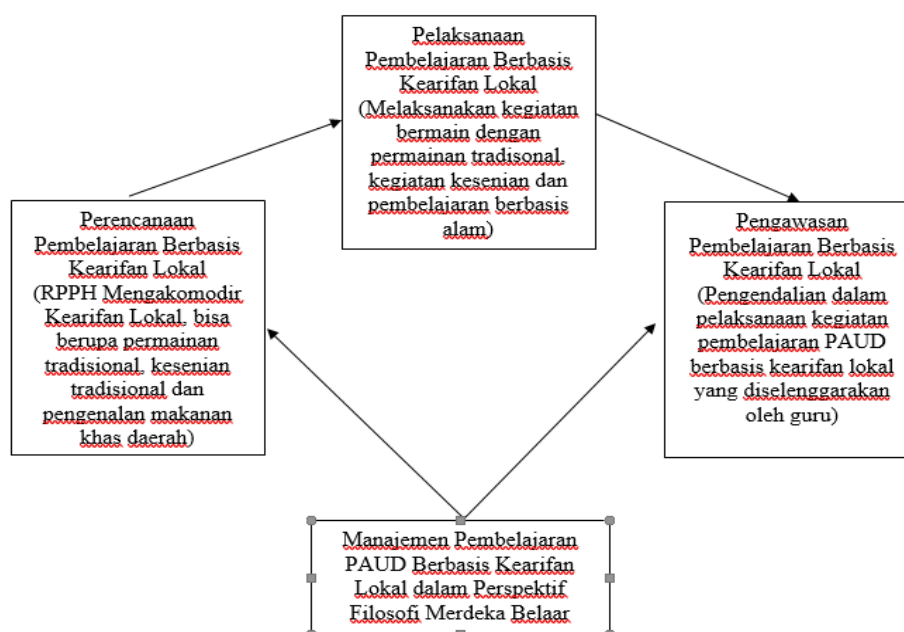 Pelaksanaan
Pembelajaran Berbasis
Kearifan Lokal
(Melaksanakan kegiatan
bermain dengan
permainan tradisonal,
kegiatan kesenian dan
pembelajaran berbasis
alam)
Perencanaan
Pembelajaran Berbasis
Kearifan Lokal
(RPPH Mengakomodir
Kearifan Lokal, bisa
berupa permainan
tradisional, kesenian
tradisional dan
pengenalan makanan
khas daerah)
Pengawasan
Pembelajaran Berbasis
Kearifan Lokal
(Pengendalian dalam
pelaksanaan kegiatan
pembelajaran PAUD
berbasis kearifan lokal
yang diselenggarakan
oleh guru)
Manajemen Pembelajaran
PAUD Berbasis Kearifan
Lokal dalam Perspektif
Filosofi Merdeka Belaar